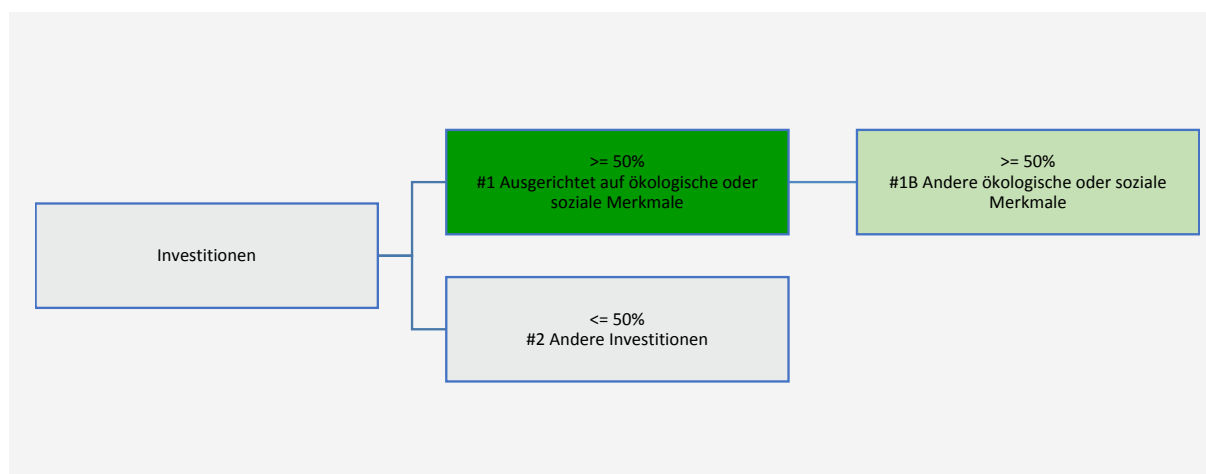 Investitionen
>= 50%
#1 Ausgerichtet auf ökologische oder
soziale Merkmale
>= 50%
#1B Andere ökologische oder soziale
Merkmale
<= 50%
#2 Andere Investitionen